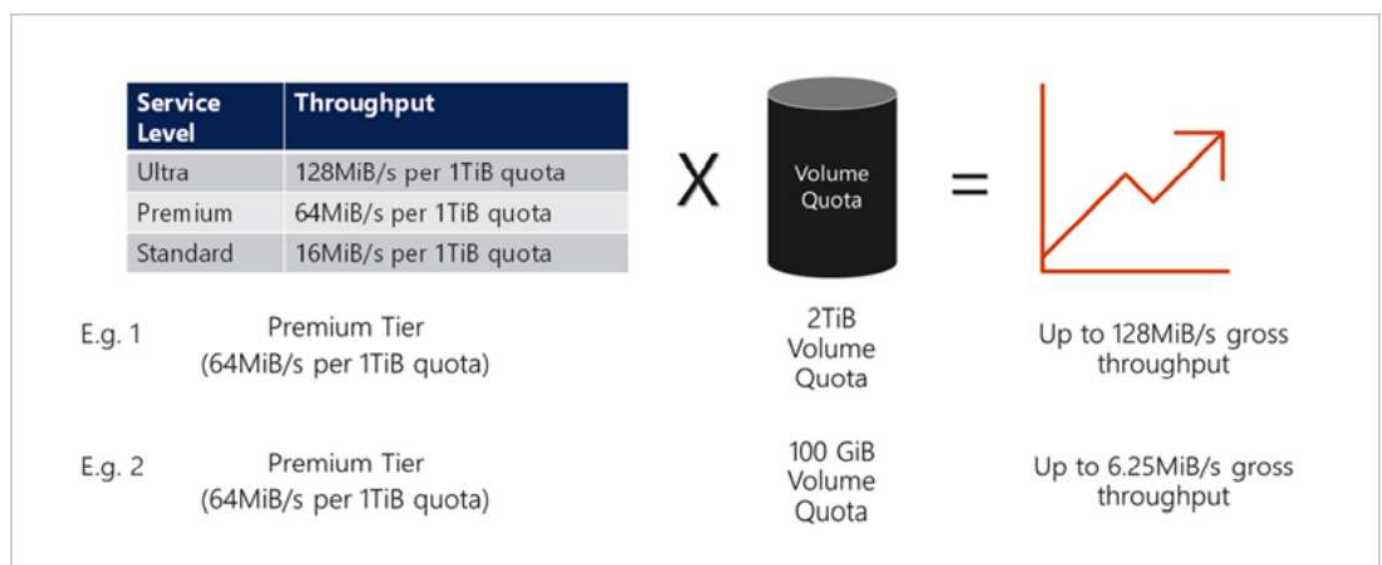 Service Level
Throughput
Ultra
128MiB/s per 1TiB quota
Premium
64MiB/s per 1TiB quota
Standard
16MiB/s per 1TiB quota
X
Volume
Quota
=
E.g. 1
Premium Tier
(64MiB/s per 1TiB quota)
2TiB
Volume
Quota
Up to 128MiB/s gross
throughput
E.g. 2
Premium Tier
(64MiB/s per 1TiB quota)
100 GiB
Volume
Quota
Up to 6.25MiB/s gross
throughput